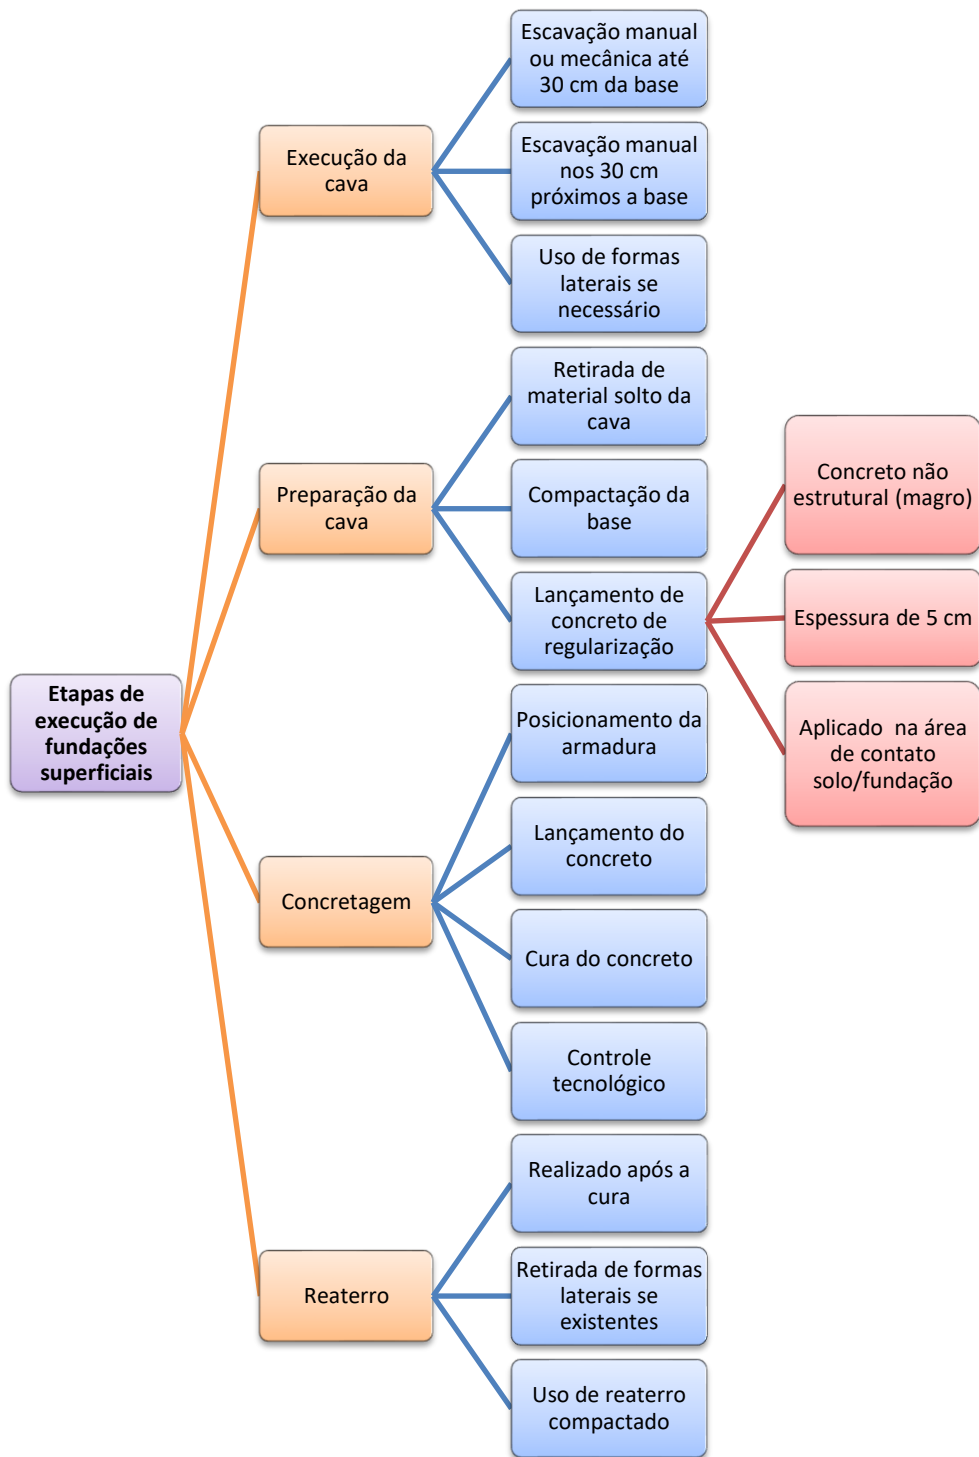 Etapas de
execução de
fundações
superficiais
Execução da
cava
Escavação manual
ou mecânica até
30 cm da base
Escavação manual
nos 30 cm
próximos a base
Uso de formas
laterais se
necessário
Preparação da
cava
Retirada de
material solto da
cava
Compactação da
base
Lançamento de
concreto de
regularização
Concreto não
estrutural (magro)
Espessura de 5 cm
Aplicado na área
de contato
solo/fundação
Concretagem
Posicionamento da
armadura
Lançamento do
concreto
Cura do concreto
Controle
tecnológico
Reaterro
Realizado após a
cura
Retirada de formas
laterais se
existentes
Uso de reaterro
compactado